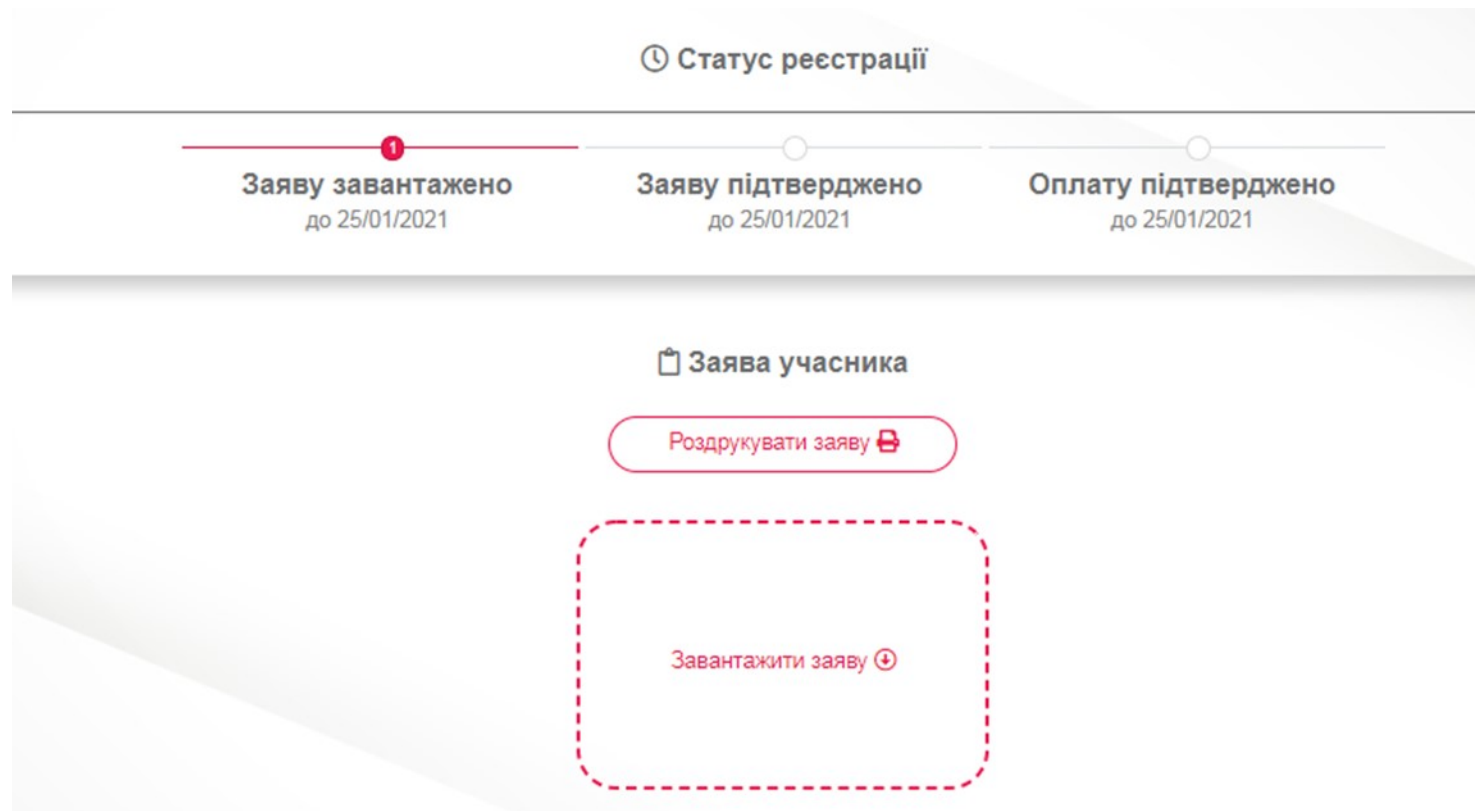 Статус реєстрації
1
Заяву завантажено
до 25/01/2021
Заяву підтверджено
до 25/01/2021
Оплату підтверджено
до 25/01/2021
Заява учасника
Роздрукувати заяву
Завантажити заяву